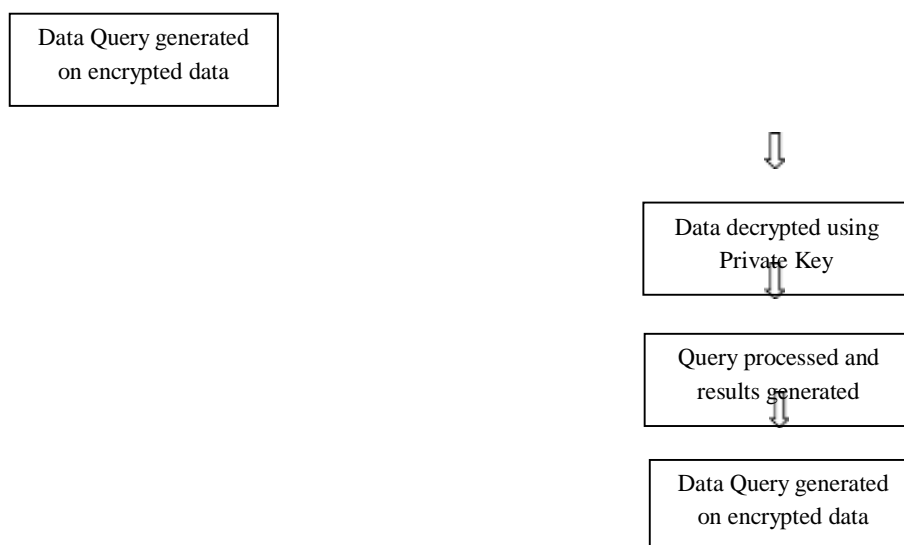 Data Query generated
on encrypted data
Data decrypted using
Private Key
Query processed and
results generated
Data Query generated
on encrypted data